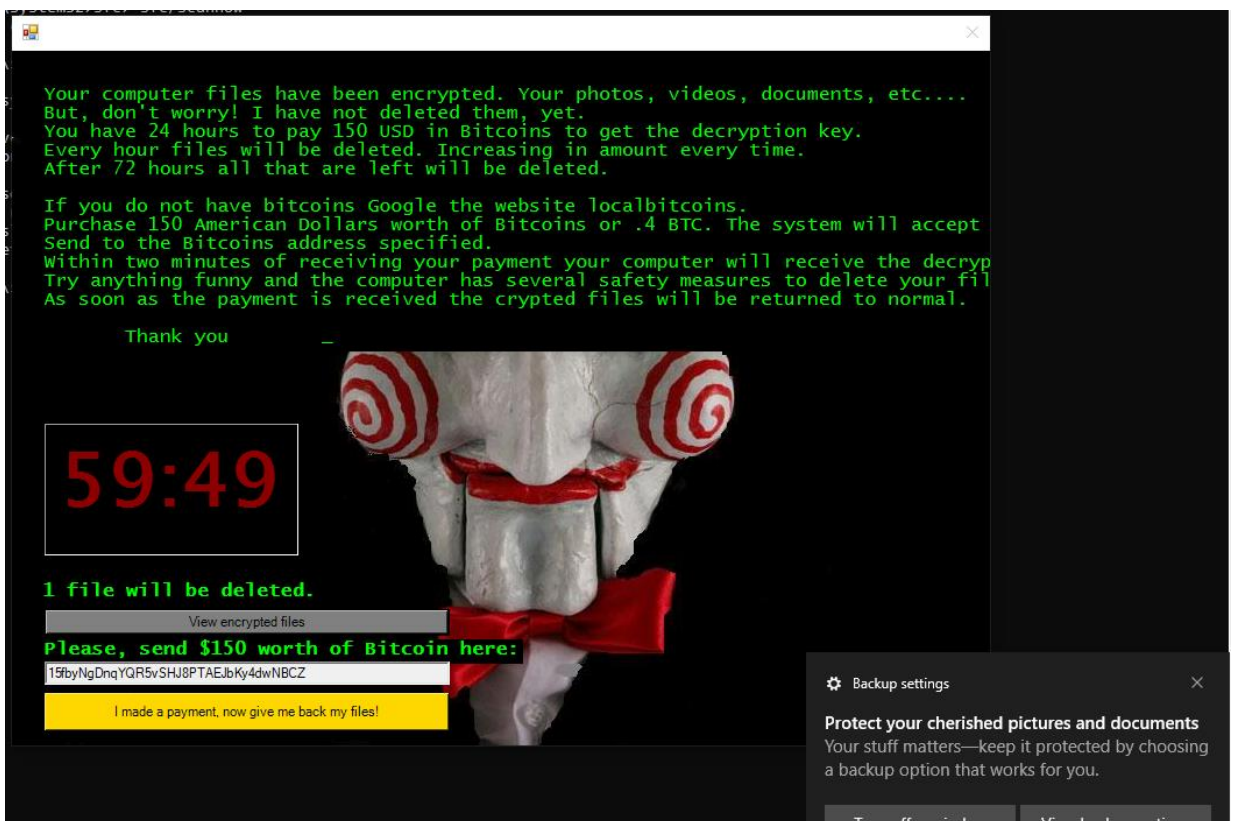 Your computer files have been encrypted. Your photos, videos, documents, etc....
But, don't worry! I have not deleted them, yet.
You have 24 hours to pay 150 USD in Bitcoins to get the decryption key.
Every hour files will be deleted. Increasing in amount every time.
After 72 hours all that are left will be deleted.
If you do not have bitcoins Google the website localbitcoins.
Purchase 150 American Dollars worth of Bitcoins or .4 BTC. The system will accept
Send to the Bitcoins address specified.
Within two minutes of receiving your payment your computer will receive the decryp
Try anything funny and the computer has several safety measures to delete your fil
As soon as the payment is received the crypted files will be returned to normal.
Thank you _
59:49
1 file will be deleted.
View encrypted files
Please, send $150 worth of Bitcoin here:
15fbyNgDnqYQR5vSHJ8PTAEJbKy4dwNBCZ
I made a payment, now give me back my files!
Backup settings
Protect your cherished pictures and documents
Your stuff matters—keep it protected by choosing
a backup option that works for you.